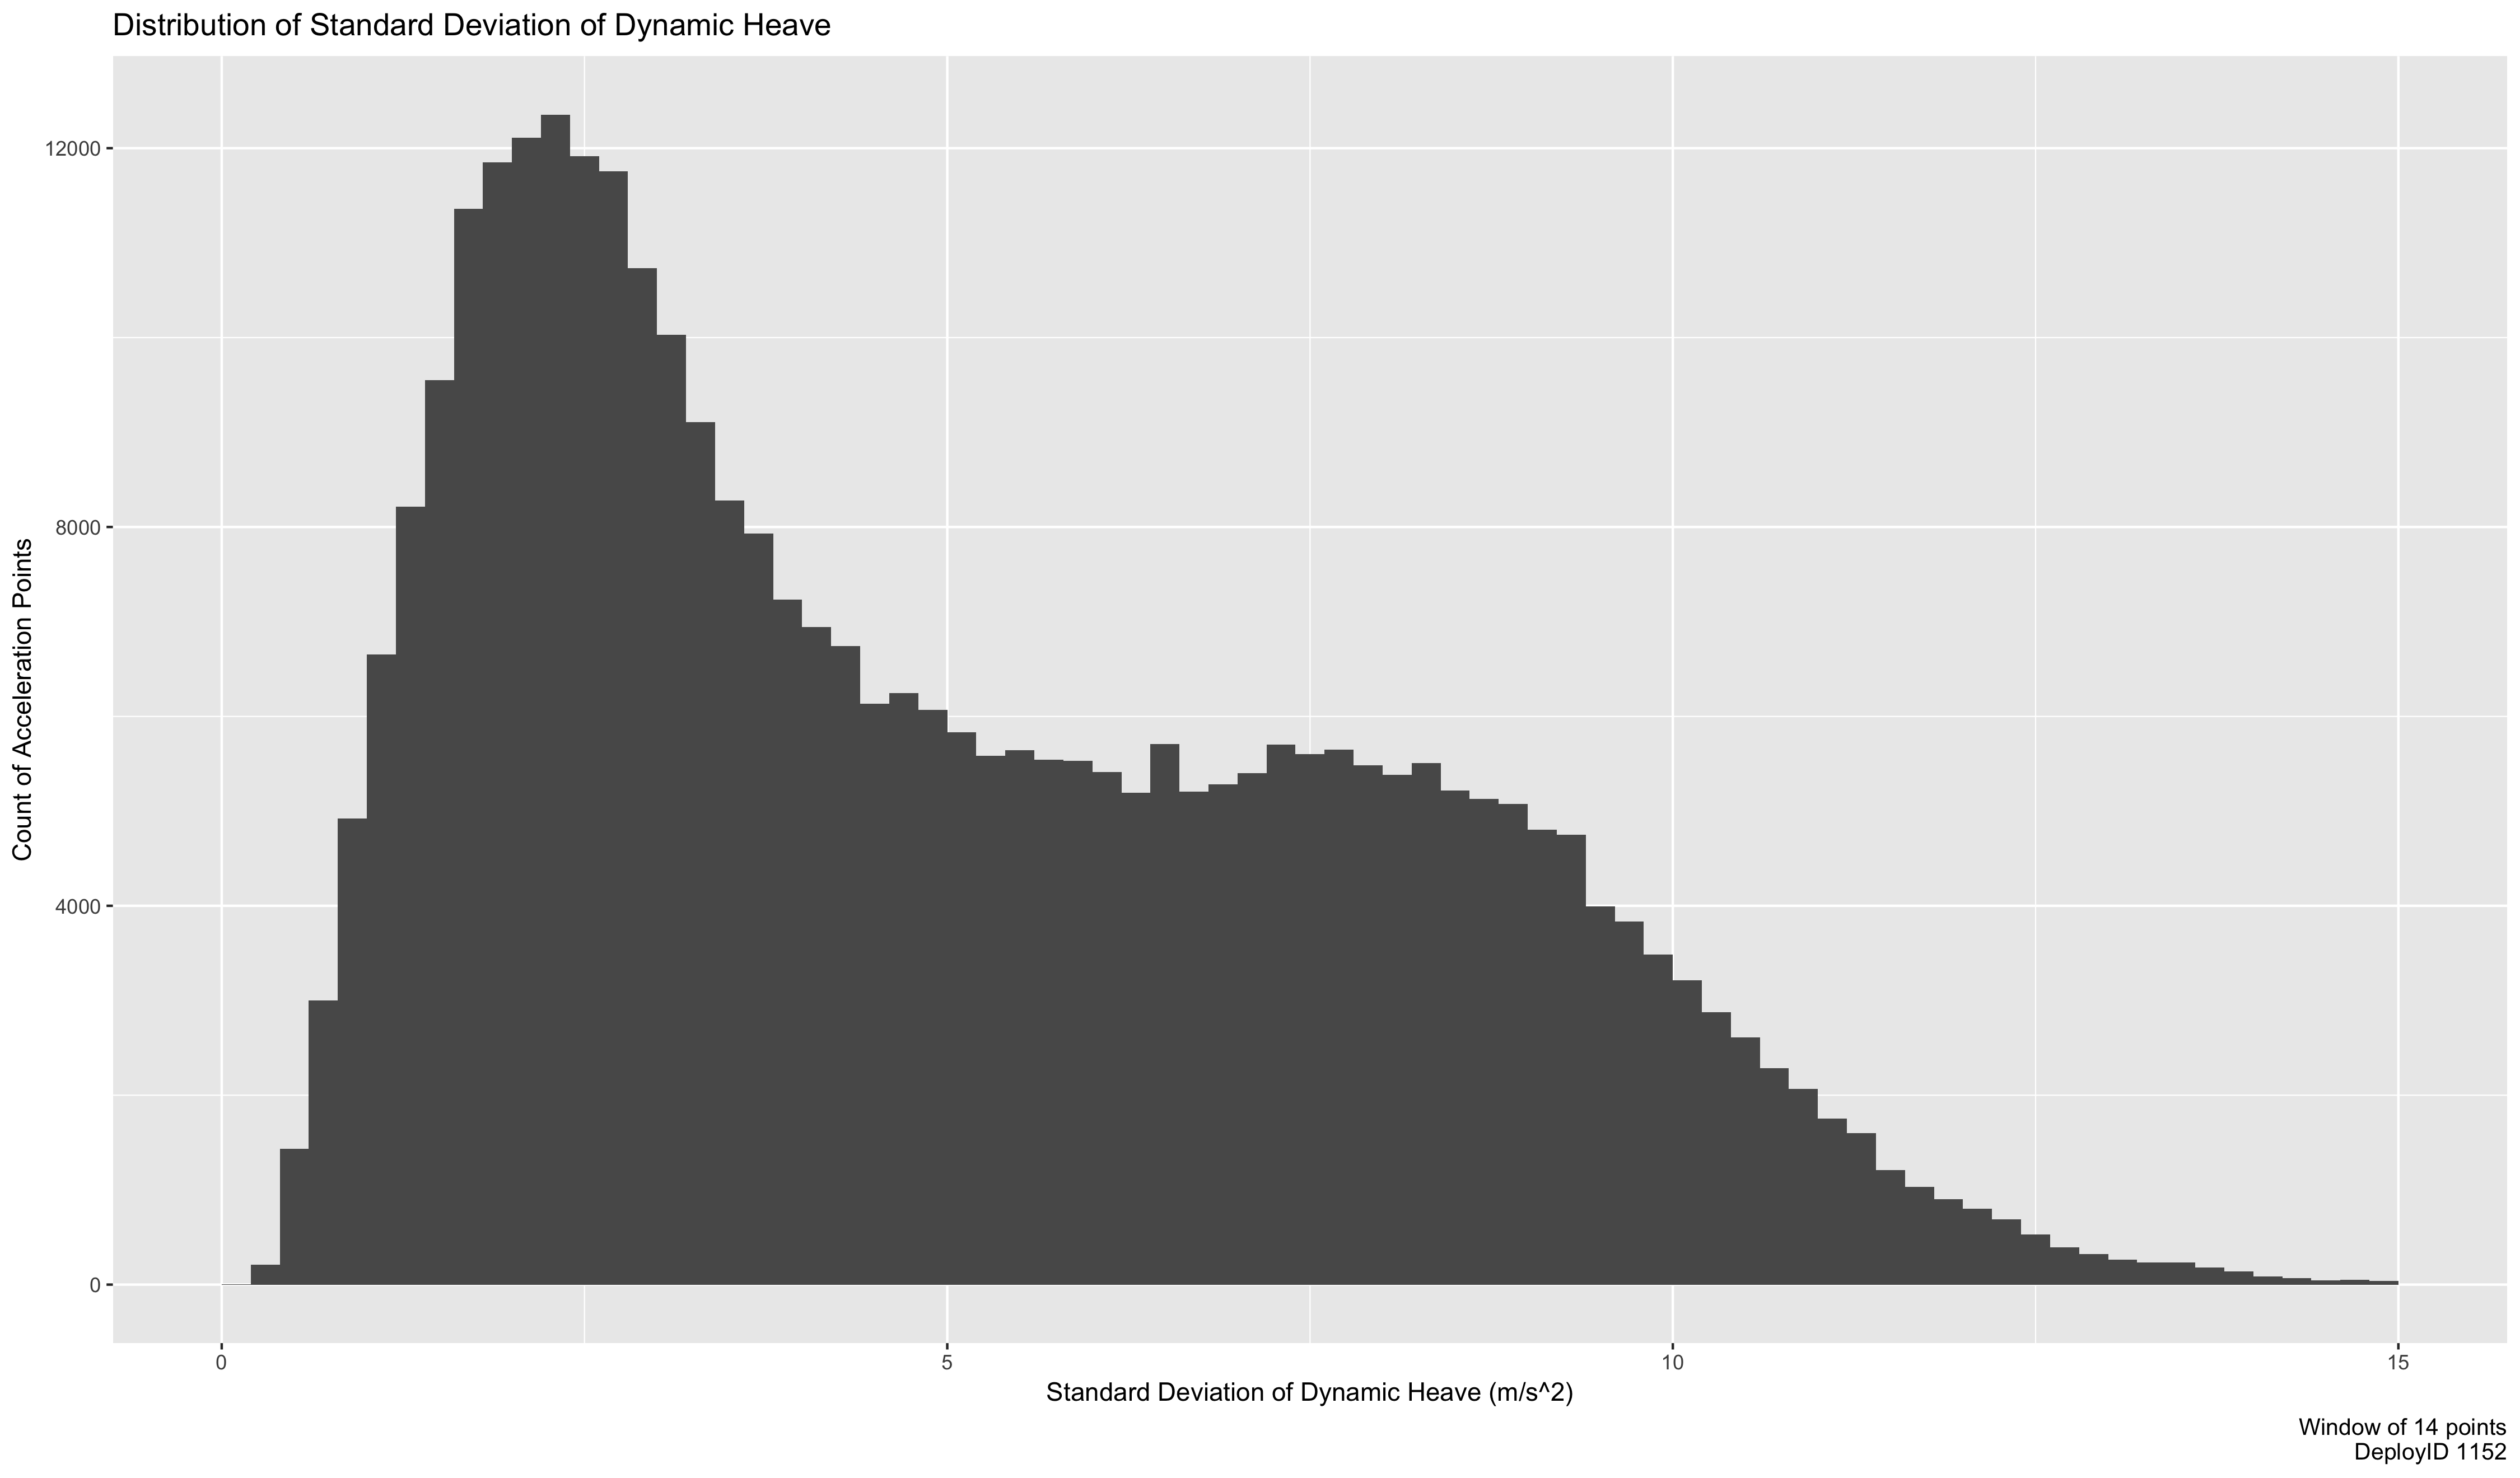 Distribution of Standard Deviation of Dynamic Heave
12000
8000
4000
0
Count of Acceleration Points
0
5
10
15
Standard Deviation of Dynamic Heave (m/s^2)
Window of 14 points
DeployID 1152